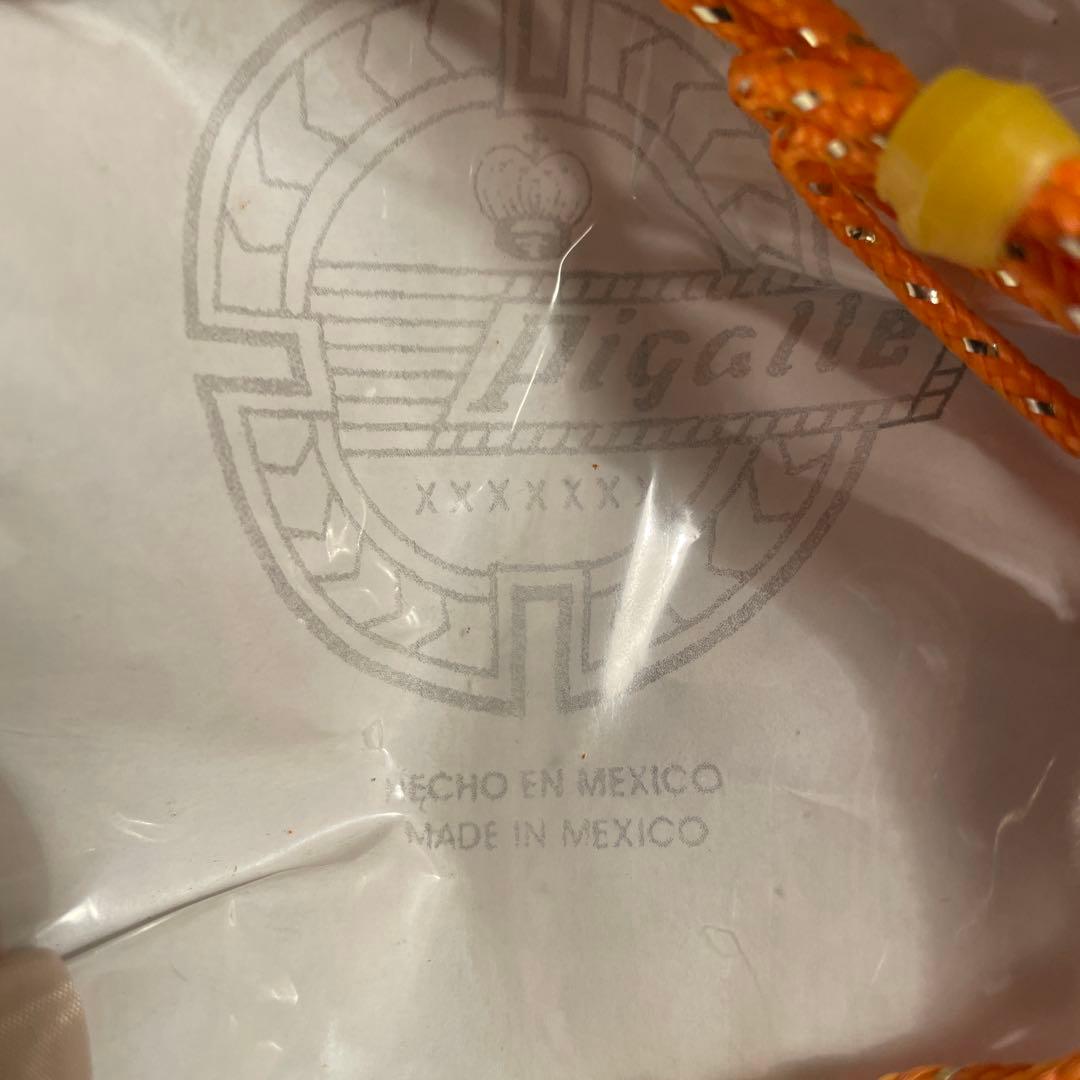 Pigalle
XXXXXXX
HECHO EN MEXICO
MADE IN MEXICO